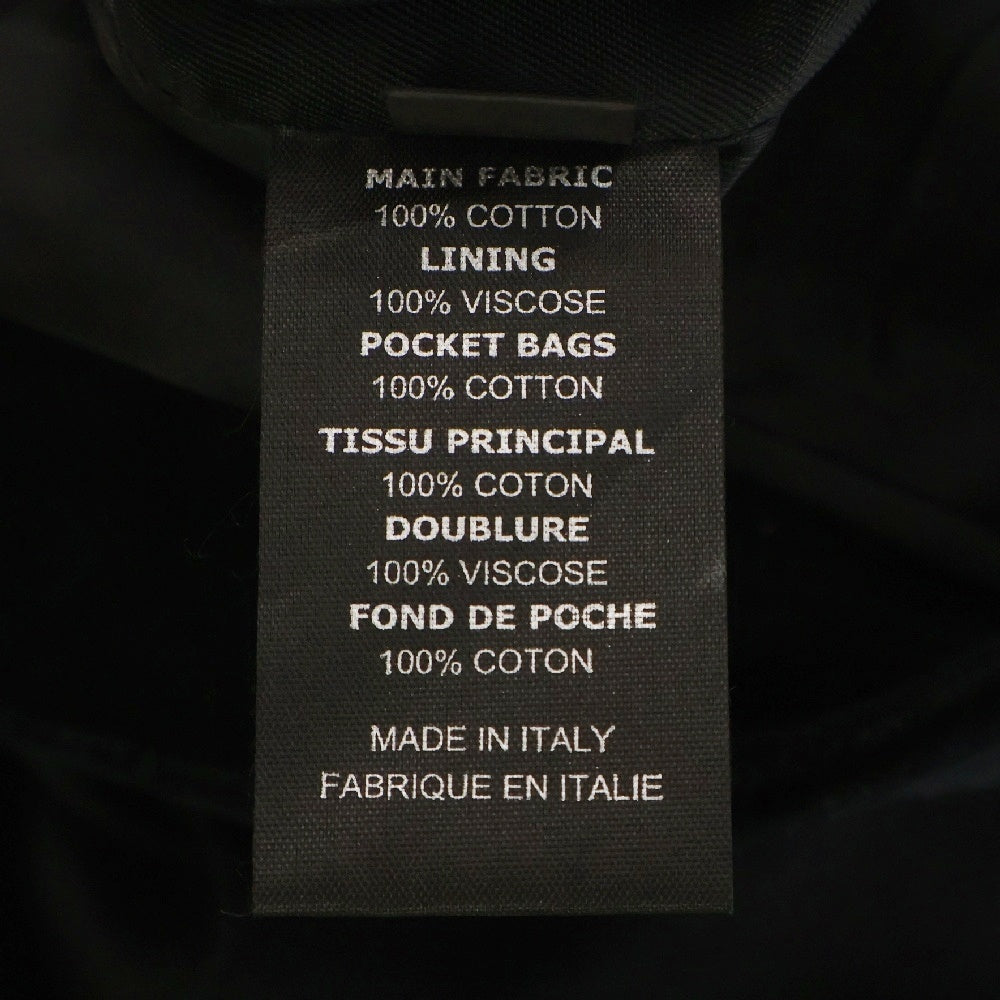 MAIN FABRIC
100% COTTON
LINING
100% VISCOSE
POCKET BAGS
100% COTTON
TISSU PRINCIPAL
100% COTON
DOUBLURE
100% VISCOSE
FOND DE POCHE
100% COTON
MADE IN ITALY
FABRIQUE EN ITALIE